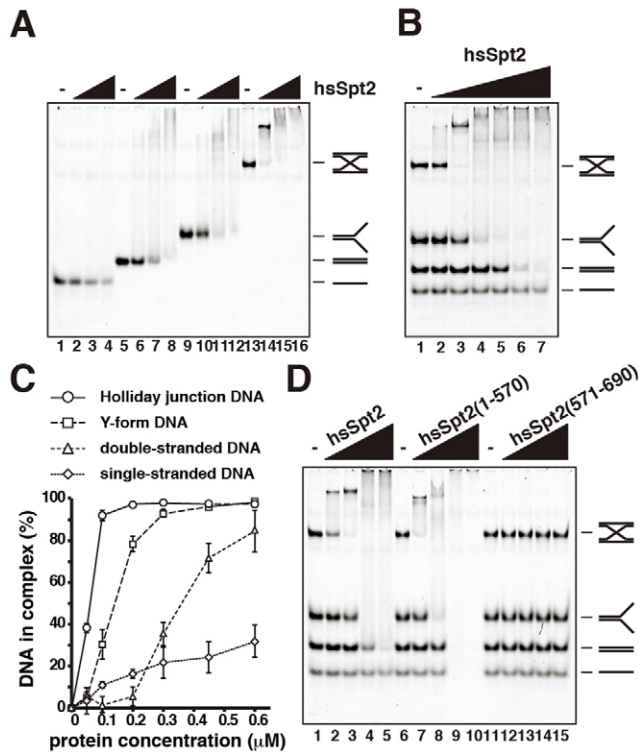 A
- - - - hsSpt2
1 2 3 4 5 6 7 8 9 10 11 12 13 14 15 16
B
hsSpt2
-
1 2 3 4 5 6 7
C
Holliday junction DNA
Y-form DNA
double-stranded DNA
single-stranded DNA
DNA in complex (%)
100
80
60
40
20
0
0 0.1 0.2 0.3 0.4 0.5 0.6
protein concentration (μM)
D
- hsSpt2 - hsSpt2(1-570) - hsSpt2(571-690)
1 2 3 4 5 6 7 8 9 10 11 12 13 14 15